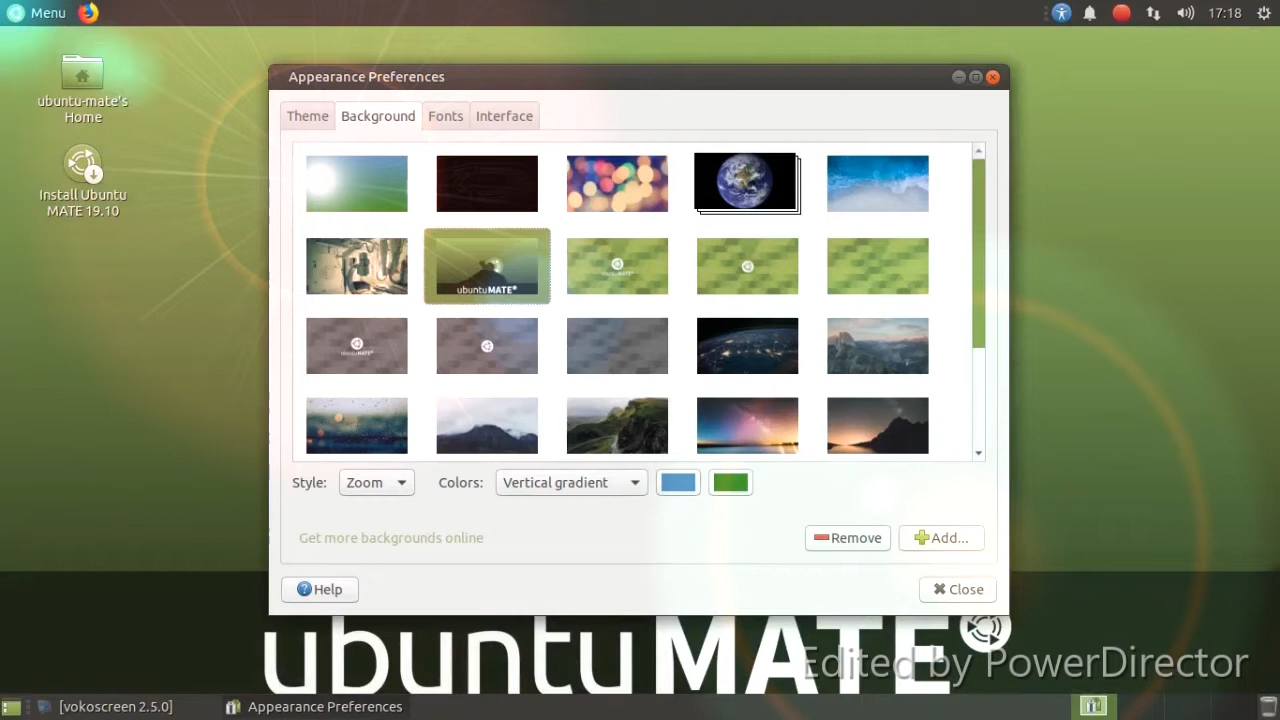 Menu
17:18
ubuntu-mate's
Home
Install Ubuntu
MATE 19.10
Appearance Preferences
Theme Background Fonts Interface
ubuntuMATE
Style: Zoom Colors: Vertical gradient
Get more backgrounds online
Remove Add...
Help Close
ubuntuMATE
Edited by PowerDirector
[vokoscreen 2.5.0] Appearance Preferences